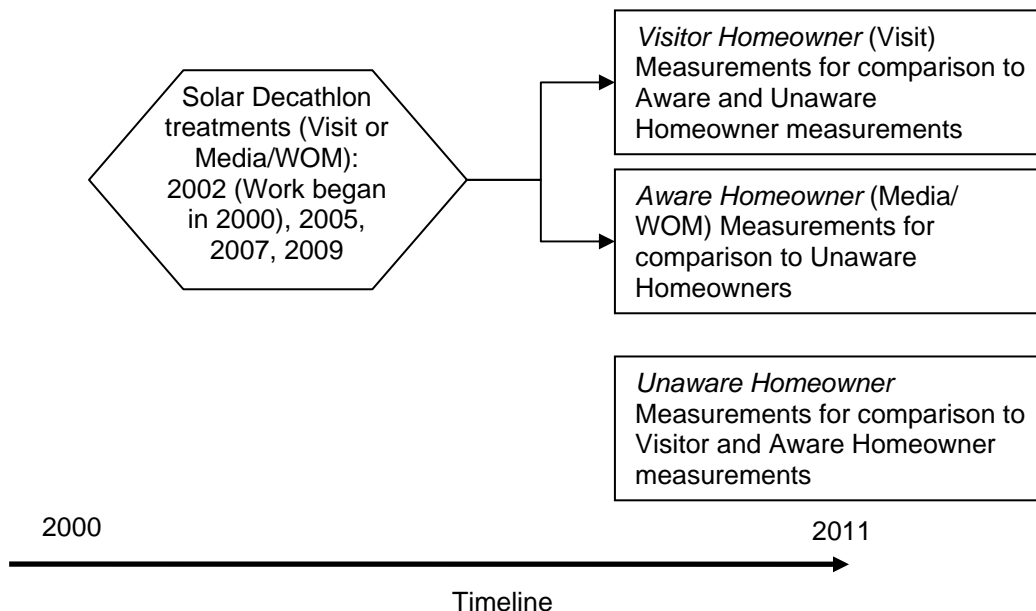 Solar Decathlon
treatments (Visit or
Media/WOM):
2002 (Work began
in 2000), 2005,
2007, 2009
Visitor Homeowner (Visit)
Measurements for comparison to
Aware and Unaware
Homeowner measurements
Aware Homeowner (Media/
WOM) Measurements for
comparison to Unaware
Homeowners
Unaware Homeowner
Measurements for comparison to
Visitor and Aware Homeowner
measurements
2000
2011
Timeline